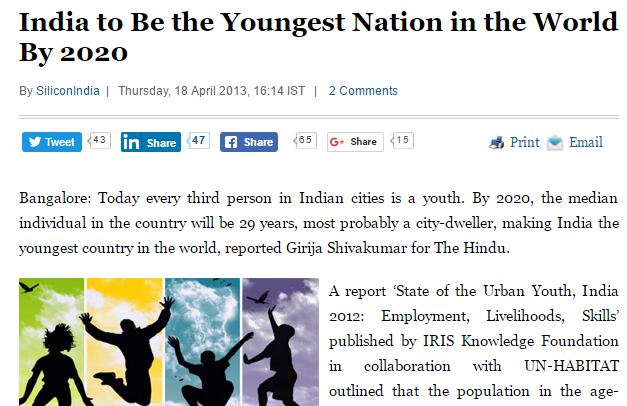 India to Be the Youngest Nation in the World
By 2020
By SiliconIndia | Thursday, 18 April 2013, 16:14 IST | 2 Comments
Tweet 43 in Share 47 f Share 65 G+ Share 15 Print Email
Bangalore: Today every third person in Indian cities is a youth. By 2020, the median
individual in the country will be 29 years, most probably a city-dweller, making India the
youngest country in the world, reported Girija Shivakumar for The Hindu.
A report ‘State of the Urban Youth, India
2012: Employment, Livelihoods, Skills’
published by IRIS Knowledge Foundation
in collaboration with UN-HABITAT
outlined that the population in the age-